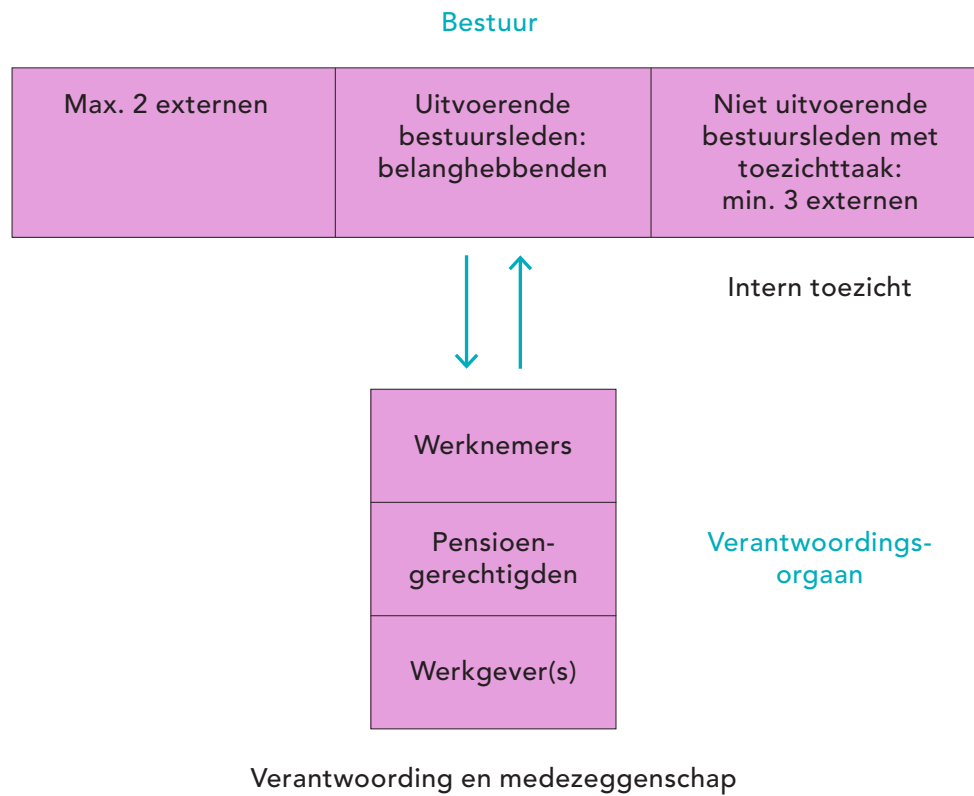 Bestuur
Max. 2 externen
Uitvoerende
bestuursleden:
belanghebbenden
Niet uitvoerende
bestuursleden met
toezichttaak:
min. 3 externen
Intern toezicht
Werknemers
Pensioen-
gerechtigden
Werkgever(s)
Verantwoordings-
orgaan
Verantwoording en medezeggenschap